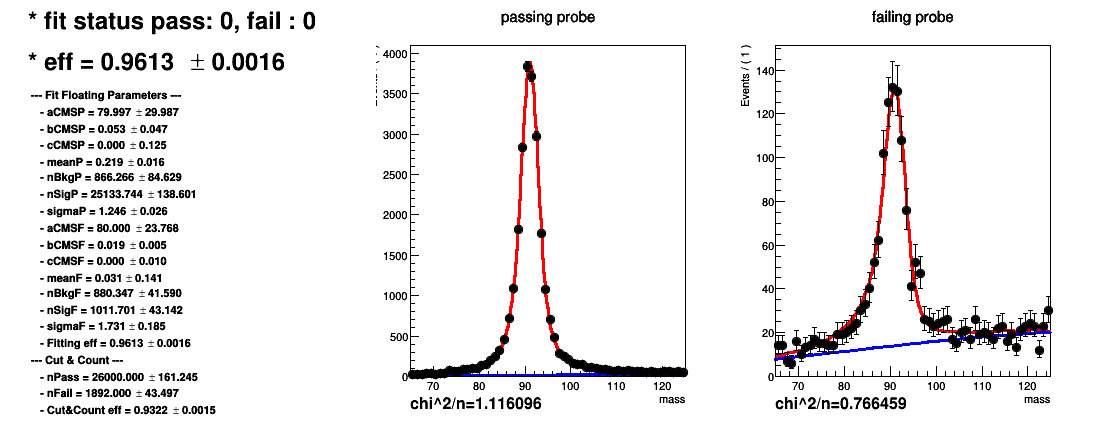 * fit status pass: 0, fail : 0
* eff = 0.9613 ± 0.0016
--- Fit Floating Parameters ---
- aCMSP = 79.997 ± 29.987
- bCMSP = 0.053 ± 0.047
- cCMSP = 0.000 ± 0.125
- meanP = 0.219 ± 0.016
- nBkgP = 866.266 ± 84.629
- nSigP = 25133.744 ± 138.601
- sigmaP = 1.246 ± 0.026
- aCMSF = 80.000 ± 23.768
- bCMSF = 0.019 ± 0.005
- cCMSF = 0.000 ± 0.010
- meanF = 0.031 ± 0.141
- nBkgF = 880.347 ± 41.590
- nSigF = 1011.701 ± 43.142
- sigmaF = 1.731 ± 0.185
- Fitting eff = 0.9613 ± 0.0016
--- Cut & Count ---
- nPass = 26000.000 ± 161.245
- nFail = 1892.000 ± 43.497
- Cut&Count eff = 0.9322 ± 0.0015
passing probe
4000
3500
3000
2500
2000
1500
1000
500
0
70 80 90 100 110 120
mass
chi^2/n=1.116096
failing probe
Events / ( 1 )
140
120
100
80
60
40
20
0
70 80 90 100 110 120
mass
chi^2/n=0.766459